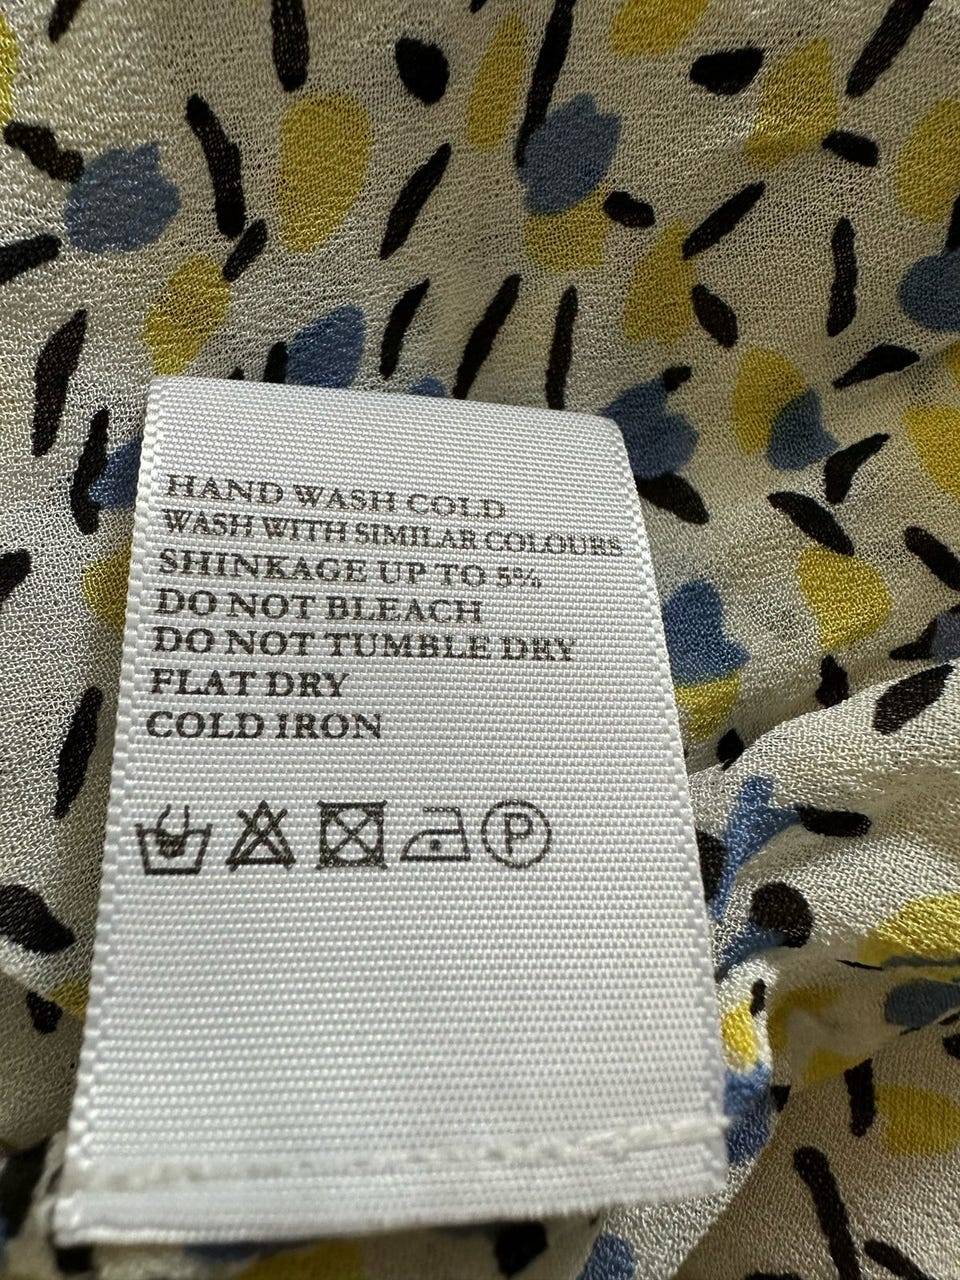 HAND WASH COLD
WASH WITH SIMILAR COLOURS
SHINKAGE UP TO 5%
DO NOT BLEACH
DO NOT TUMBLE DRY
FLAT DRY
COLD IRON
P